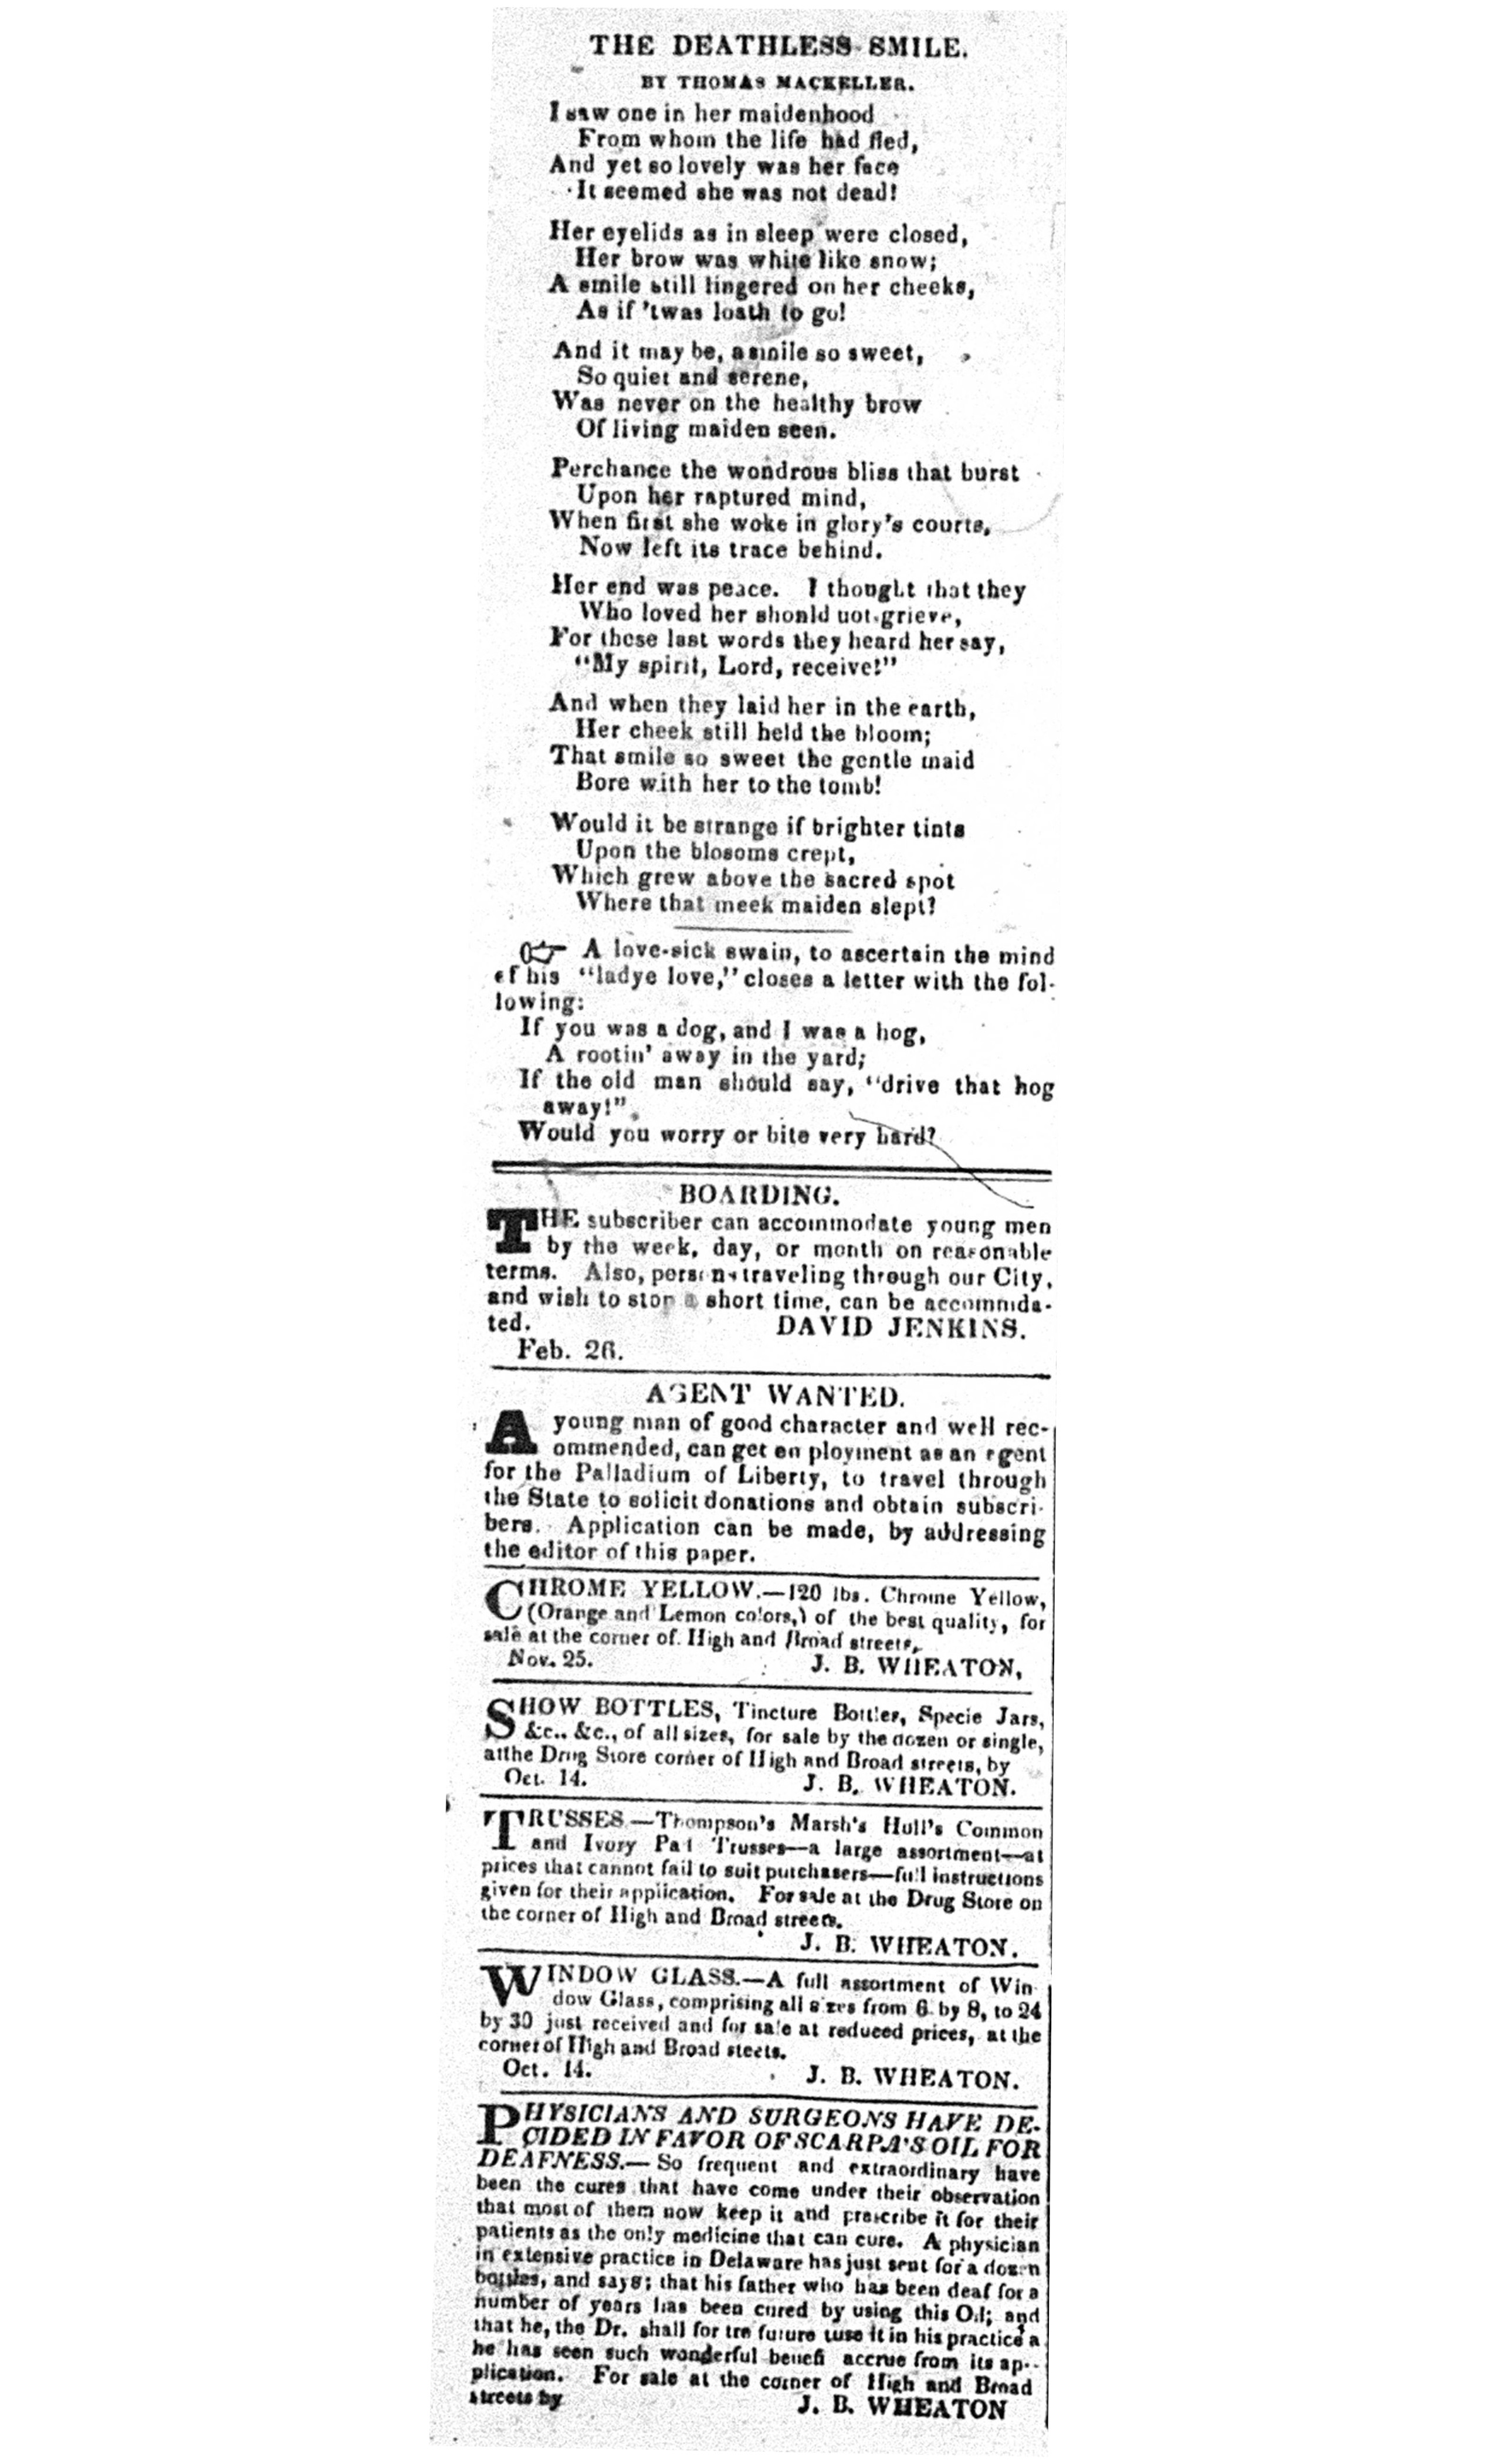 THE DEATHLESS SMILE.
BY THOMAS MACKELLER.
I saw one in her maidenhood
From whom the life had fled,
And yet so lovely was her face
It seemed she was not dead!
Her eyelids as in sleep were closed,
Her brow was white like snow;
A smile still lingered on her cheeks,
As if 'twas loath to go!
And it may be, a smile so sweet,
So quiet and serene,
Was never on the healthy brow
Of living maiden seen.
Perchance the wondrous bliss that burst
Upon her raptured mind,
When first she woke in glory's courts,
Now left its trace behind.
Her end was peace. I thought that they
Who loved her should uot grieve,
For these last words they heard her say,
"My spirit, Lord, receive!"
And when they laid her in the earth,
Her cheek still held the bloom;
That smile so sweet the gentle maid
Bore with her to the tomb!
Would it be strange if brighter tints
Upon the blosoms crept,
Which grew above the sacred spot
Where that meek maiden slept?
☞ A love-sick swain, to ascertain the mind
of his "ladye love," closes a letter with the fol-
lowing:
If you was a dog, and I was a hog,
A rootin' away in the yard;
If the old man should say, "drive that hog
away!"
Would you worry or bite very hard?
BOARDING.
THE subscriber can accommodate young men
by the week, day, or month on reasonable
terms. Also, persons traveling through our City,
and wish to stop a short time, can be accommda-
ted. DAVID JENKINS.
Feb. 26.
AGENT WANTED.
A young man of good character and well rec-
ommended, can get em ployment as an agent
for the Palladium of Liberty, to travel through
the State to solicit donations and obtain subscri-
bers. Application can be made, by addressing
the editor of this paper.
CHROME YELLOW.—120 lbs. Chrome Yellow,
(Orange and Lemon colors,) of the best quality, for
sale at the corner of High and Broad streets,
Nov. 25. J. B. WHEATON,
SHOW BOTTLES, Tincture Bottles, Specie Jars,
&c., &c., of all sizes, for sale by the dozen or single,
at the Drug Store corner of High and Broad streets, by
Oct. 14. J. B. WHEATON.
TRUSSES—Thompson's Marsh's Hull's Common
and Ivory Pad Trusses—a large assortment—at
prices that cannot fail to suit putchasers—full instructions
given for their application. For sale at the Drug Store on
the corner of High and Broad streets.
J. B. WHEATON.
WINDOW GLASS.—A full assortment of Win-
dow Glass, comprising all sizes from 6 by 8, to 24
by 30 just received and for sale at reduced prices, at the
corner of High and Broad steets.
Oct. 14. J. B. WHEATON.
PHYSICIANS AND SURGEONS HAVE DE-
CIDED IN FAVOR OF SCARPA'S OIL FOR
DEAFNESS.—So frequent and extraordinary have
been the cures that have come under their observation
that most of them now keep it and prescribe it for their
patients as the only medicine that can cure. A physician
in extensive practice in Delaware has just sent for a dozen
bottles, and says; that his father who has been deaf for a
number of years has been cured by using this Oil; and
that he, the Dr. shall for tre future tuse it in his practice a
he has seen such wonderful benefi accrue from its ap-
plication. For sale at the corner of High and Broad
streets by J. B. WHEATON